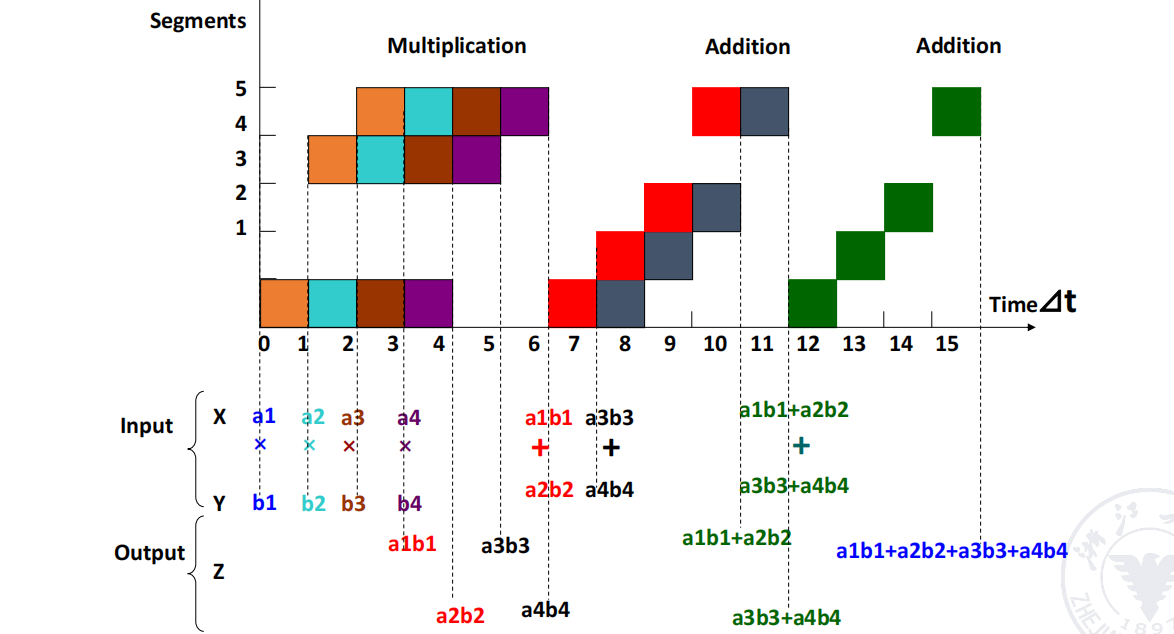 Segments
Multiplication Addition Addition
5
4
3
2
1
Time ⊿t
0 1 2 3 4 5 6 7 8 9 10 11 12 13 14 15
Input
X a1 a2 a3 a4 a1b1 a3b3 a1b1+a2b2
× × × × + + +
Y b1 b2 b3 b4 a2b2 a4b4 a3b3+a4b4
Output
Z
a1b1 a3b3 a1b1+a2b2 a1b1+a2b2+a3b3+a4b4
a2b2 a4b4 a3b3+a4b4